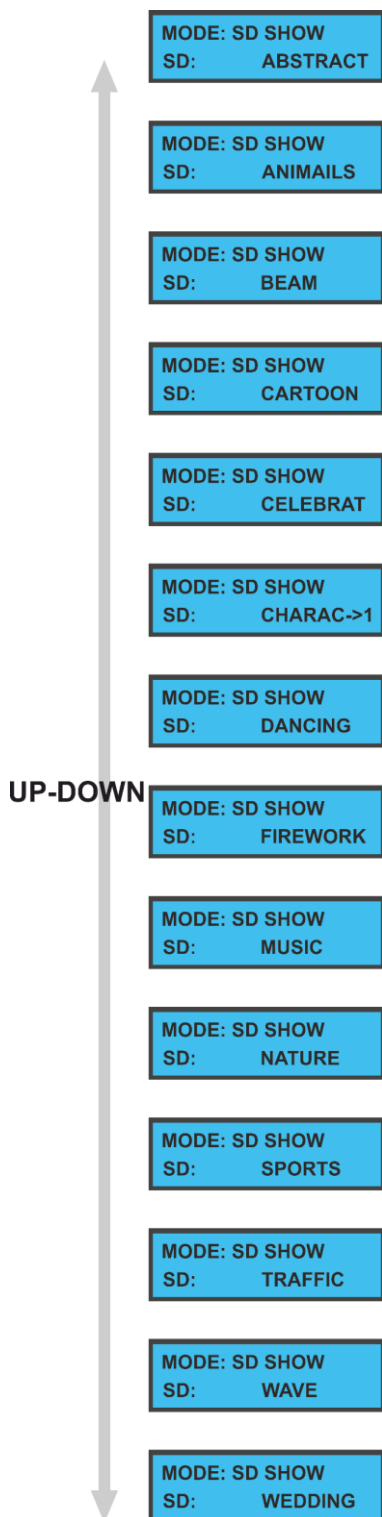 MODE: SD SHOW
SD: ABSTRACT
MODE: SD SHOW
SD: ANIMAILS
MODE: SD SHOW
SD: BEAM
MODE: SD SHOW
SD: CARTOON
MODE: SD SHOW
SD: CELEBRAT
MODE: SD SHOW
SD: CHARAC->1
MODE: SD SHOW
SD: DANCING
UP-DOWN
MODE: SD SHOW
SD: FIREWORK
MODE: SD SHOW
SD: MUSIC
MODE: SD SHOW
SD: NATURE
MODE: SD SHOW
SD: SPORTS
MODE: SD SHOW
SD: TRAFFIC
MODE: SD SHOW
SD: WAVE
MODE: SD SHOW
SD: WEDDING